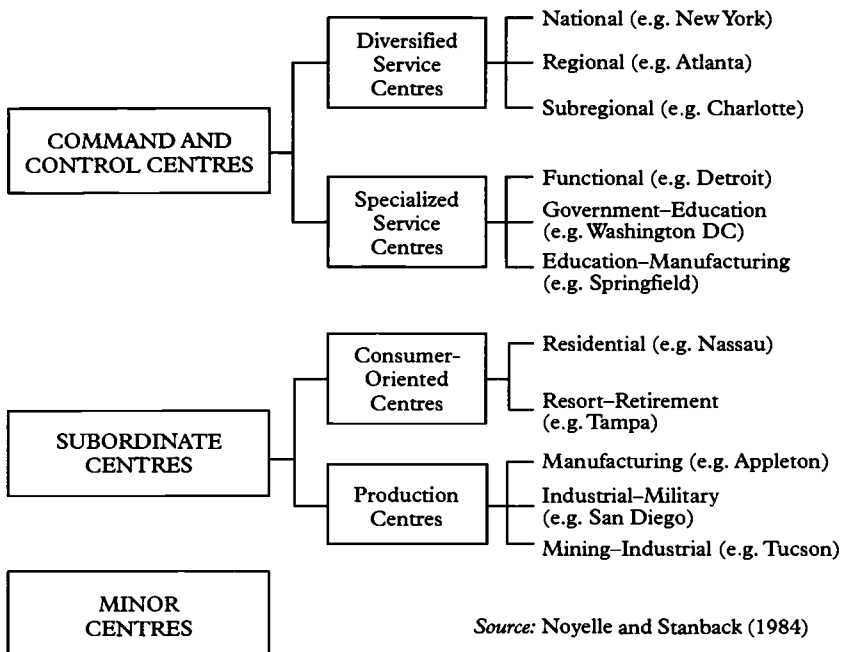 COMMAND AND
CONTROL CENTRES
Diversified
Service
Centres
National (e.g. New York)
Regional (e.g. Atlanta)
Subregional (e.g. Charlotte)
Specialized
Service
Centres
Functional (e.g. Detroit)
Government–Education
(e.g. Washington DC)
Education–Manufacturing
(e.g. Springfield)
SUBORDINATE
CENTRES
Consumer-
Oriented
Centres
Residential (e.g. Nassau)
Resort–Retirement
(e.g. Tampa)
Production
Centres
Manufacturing (e.g. Appleton)
Industrial–Military
(e.g. San Diego)
Mining–Industrial (e.g. Tucson)
MINOR
CENTRES
Source: Noyelle and Stanback (1984)